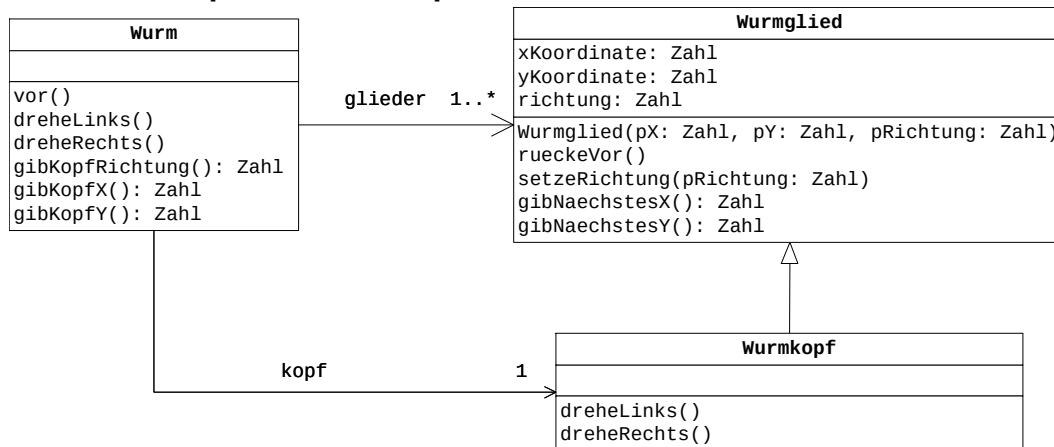 Wurm
vor()
dreheLinks()
dreheRechts()
gibKopfRichtung(): Zahl
gibKopfX(): Zahl
gibKopfY(): Zahl
glieder 1..*
Wurmglied
xKoordinate: Zahl
yKoordinate: Zahl
richtung: Zahl
Wurmglied(pX: Zahl, pY: Zahl, pRichtung: Zahl)
rueckeVor()
setzeRichtung(pRichtung: Zahl)
gibNaechstesX(): Zahl
gibNaechstesY(): Zahl
kopf 1
Wurmkopf
dreheLinks()
dreheRechts()